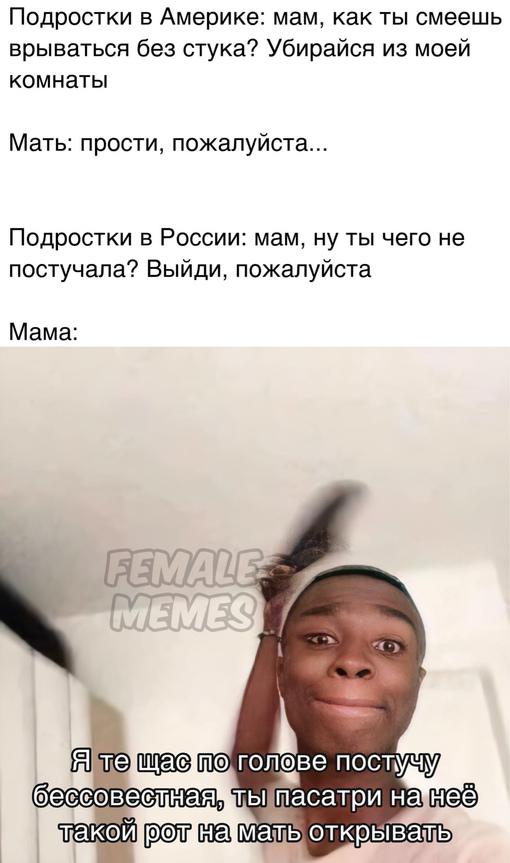 Подростки в Америке: мам, как ты смеешь
врываться без стука? Убирайся из моей
комнаты
Мать: прости, пожалуйста...
Подростки в России: мам, ну ты чего не
постучала? Выйди, пожалуйста
Мама:
FEMALE
MEMES
Я те щас по голове постучу
бессовестная, ты пасатри на неё
такой рот на мать открывать